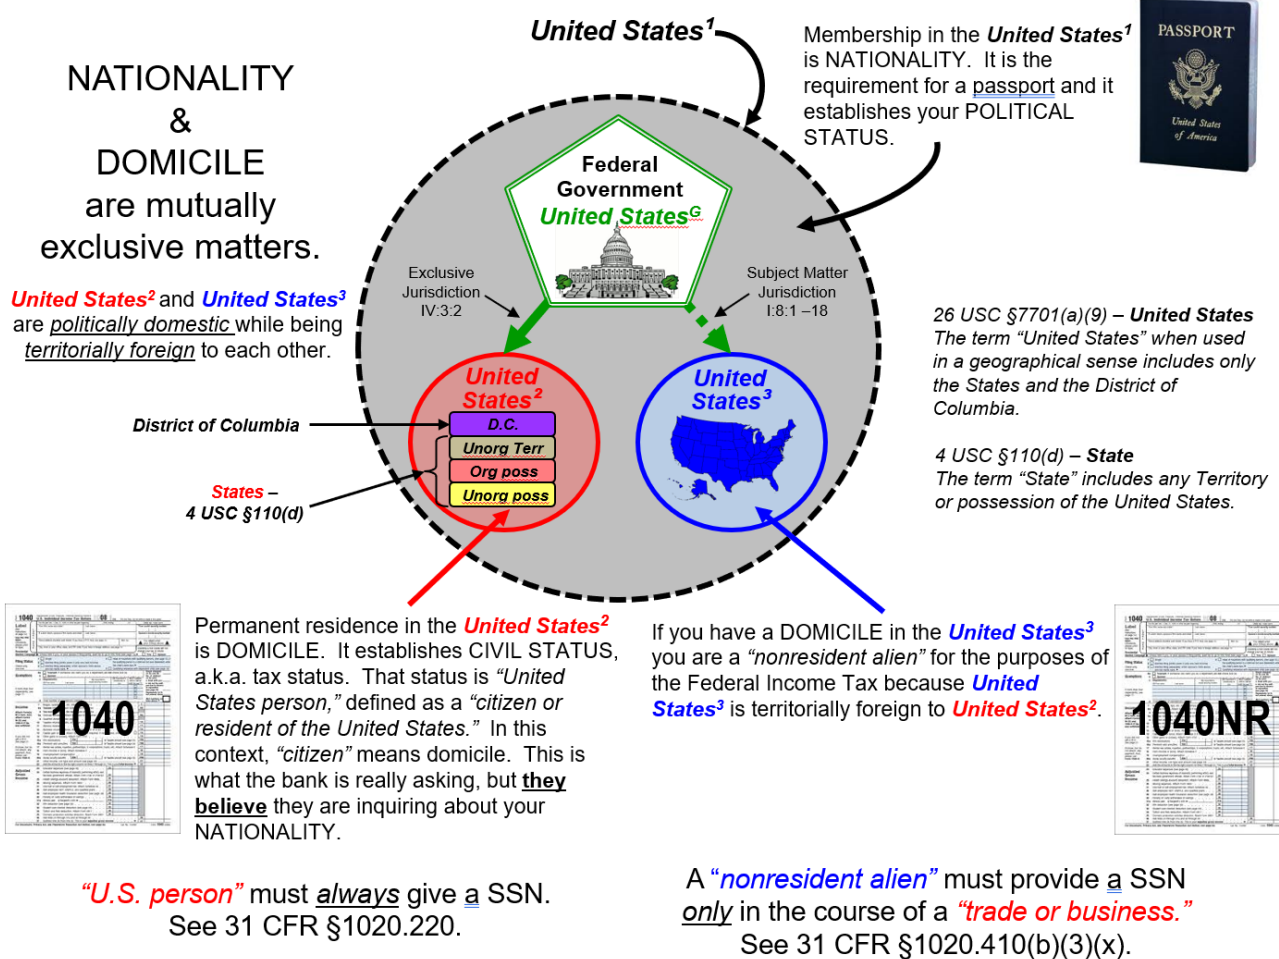 United States¹
NATIONALITY
&
DOMICILE
are mutually
exclusive matters.
United States² and United States³
are politically domestic while being
territorially foreign to each other.
Membership in the United States¹
is NATIONALITY. It is the
requirement for a passport and it
establishes your POLITICAL
STATUS.
PASSPORT
United States
of America
Federal
Government
United Statesᴳ
Exclusive
Jurisdiction
IV:3:2
Subject Matter
Jurisdiction
I:8:1 –18
United
States²
D.C.
Unorg Terr
Org poss
Unorg poss
United
States³
District of Columbia
States –
4 USC §110(d)
26 USC §7701(a)(9) – United States
The term “United States” when used
in a geographical sense includes only
the States and the District of
Columbia.
4 USC §110(d) – State
The term “State” includes any Territory
or possession of the United States.
1040
1040
Permanent residence in the United States²
is DOMICILE. It establishes CIVIL STATUS,
a.k.a. tax status. That status is “United
States person,” defined as a “citizen or
resident of the United States.” In this
context, “citizen” means domicile. This is
what the bank is really asking, but they
believe they are inquiring about your
NATIONALITY.
If you have a DOMICILE in the United States³
you are a “nonresident alien” for the purposes of
the Federal Income Tax because United
States³ is territorially foreign to United States².
1040
1040NR
“U.S. person” must always give a SSN.
See 31 CFR §1020.220.
A “nonresident alien” must provide a SSN
only in the course of a “trade or business.”
See 31 CFR §1020.410(b)(3)(x).